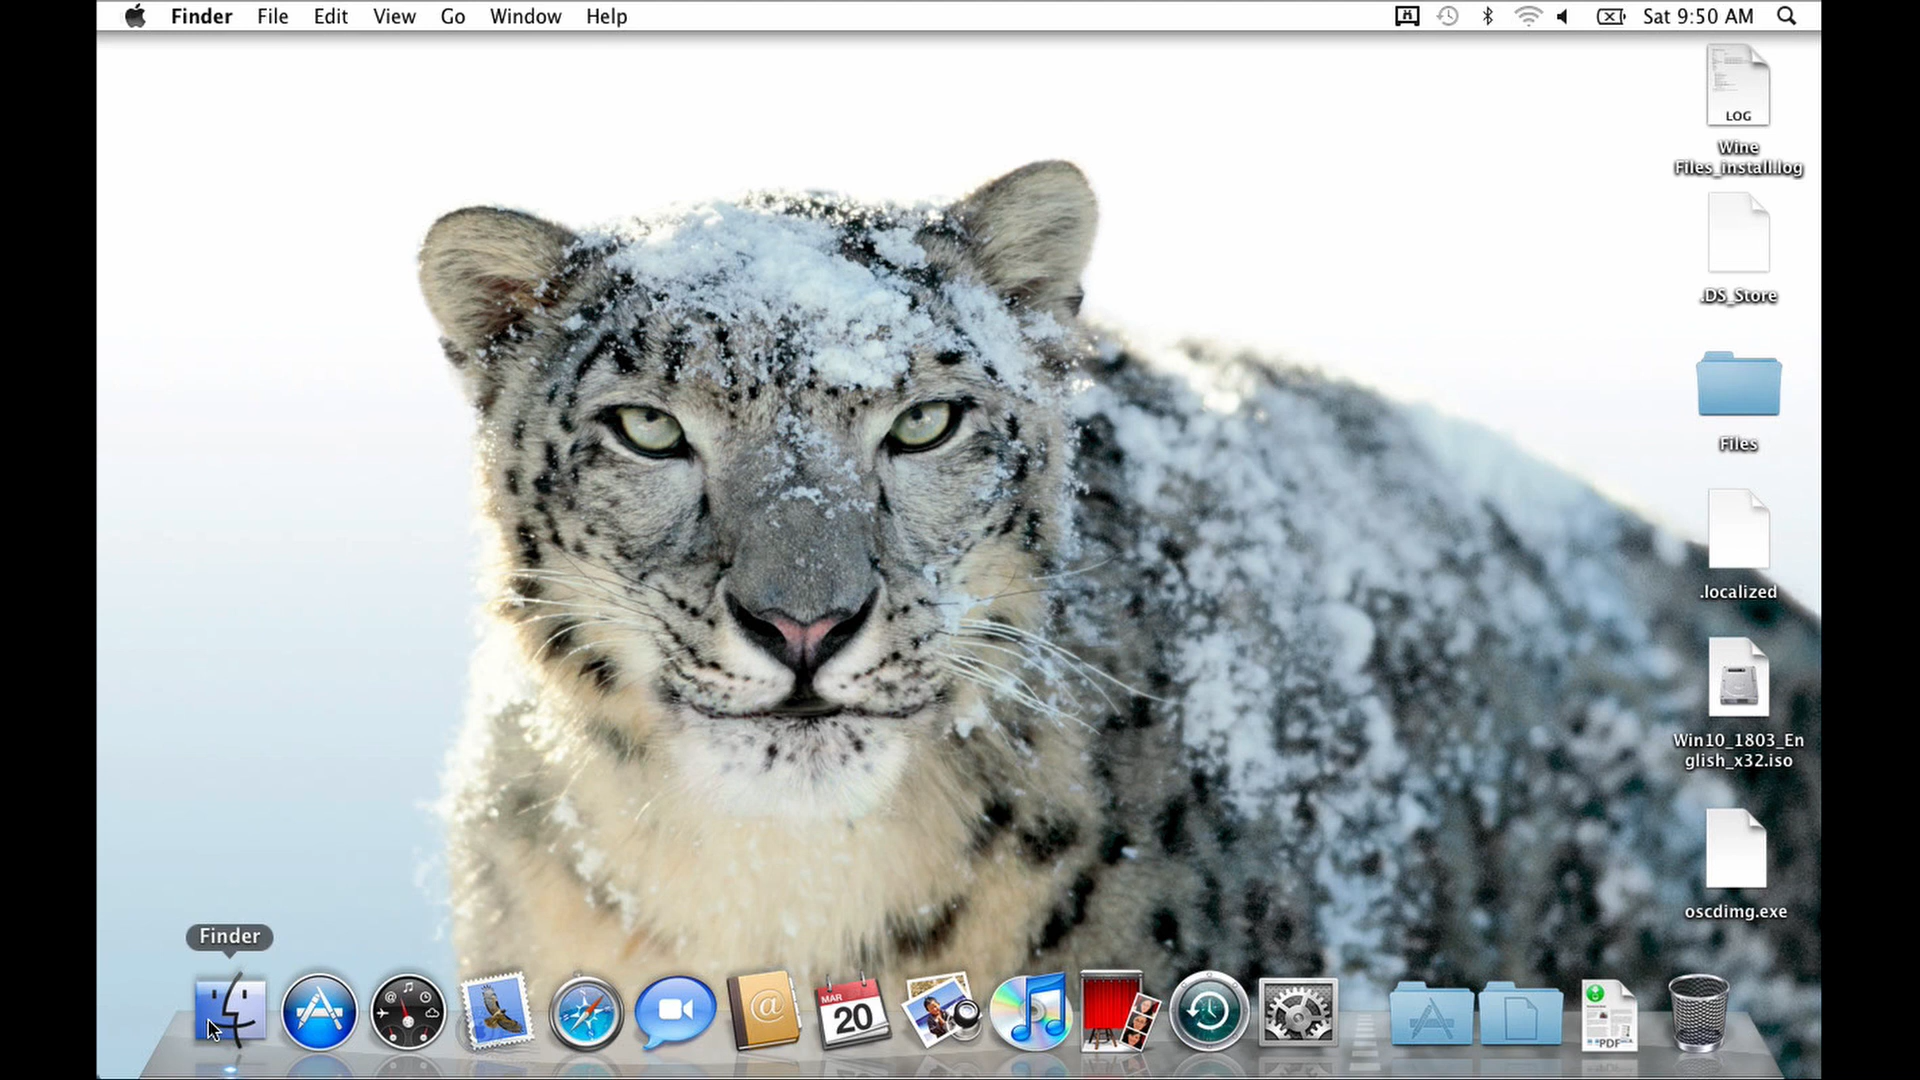 Finder File Edit View Go Window Help
Sat 9:50 AM
LOG
Wine
Files_install.log
.DS_Store
Files
.localized
Win10_1803_En
glish_x32.iso
oscdimg.exe
Finder
@
MAR
20
PDF